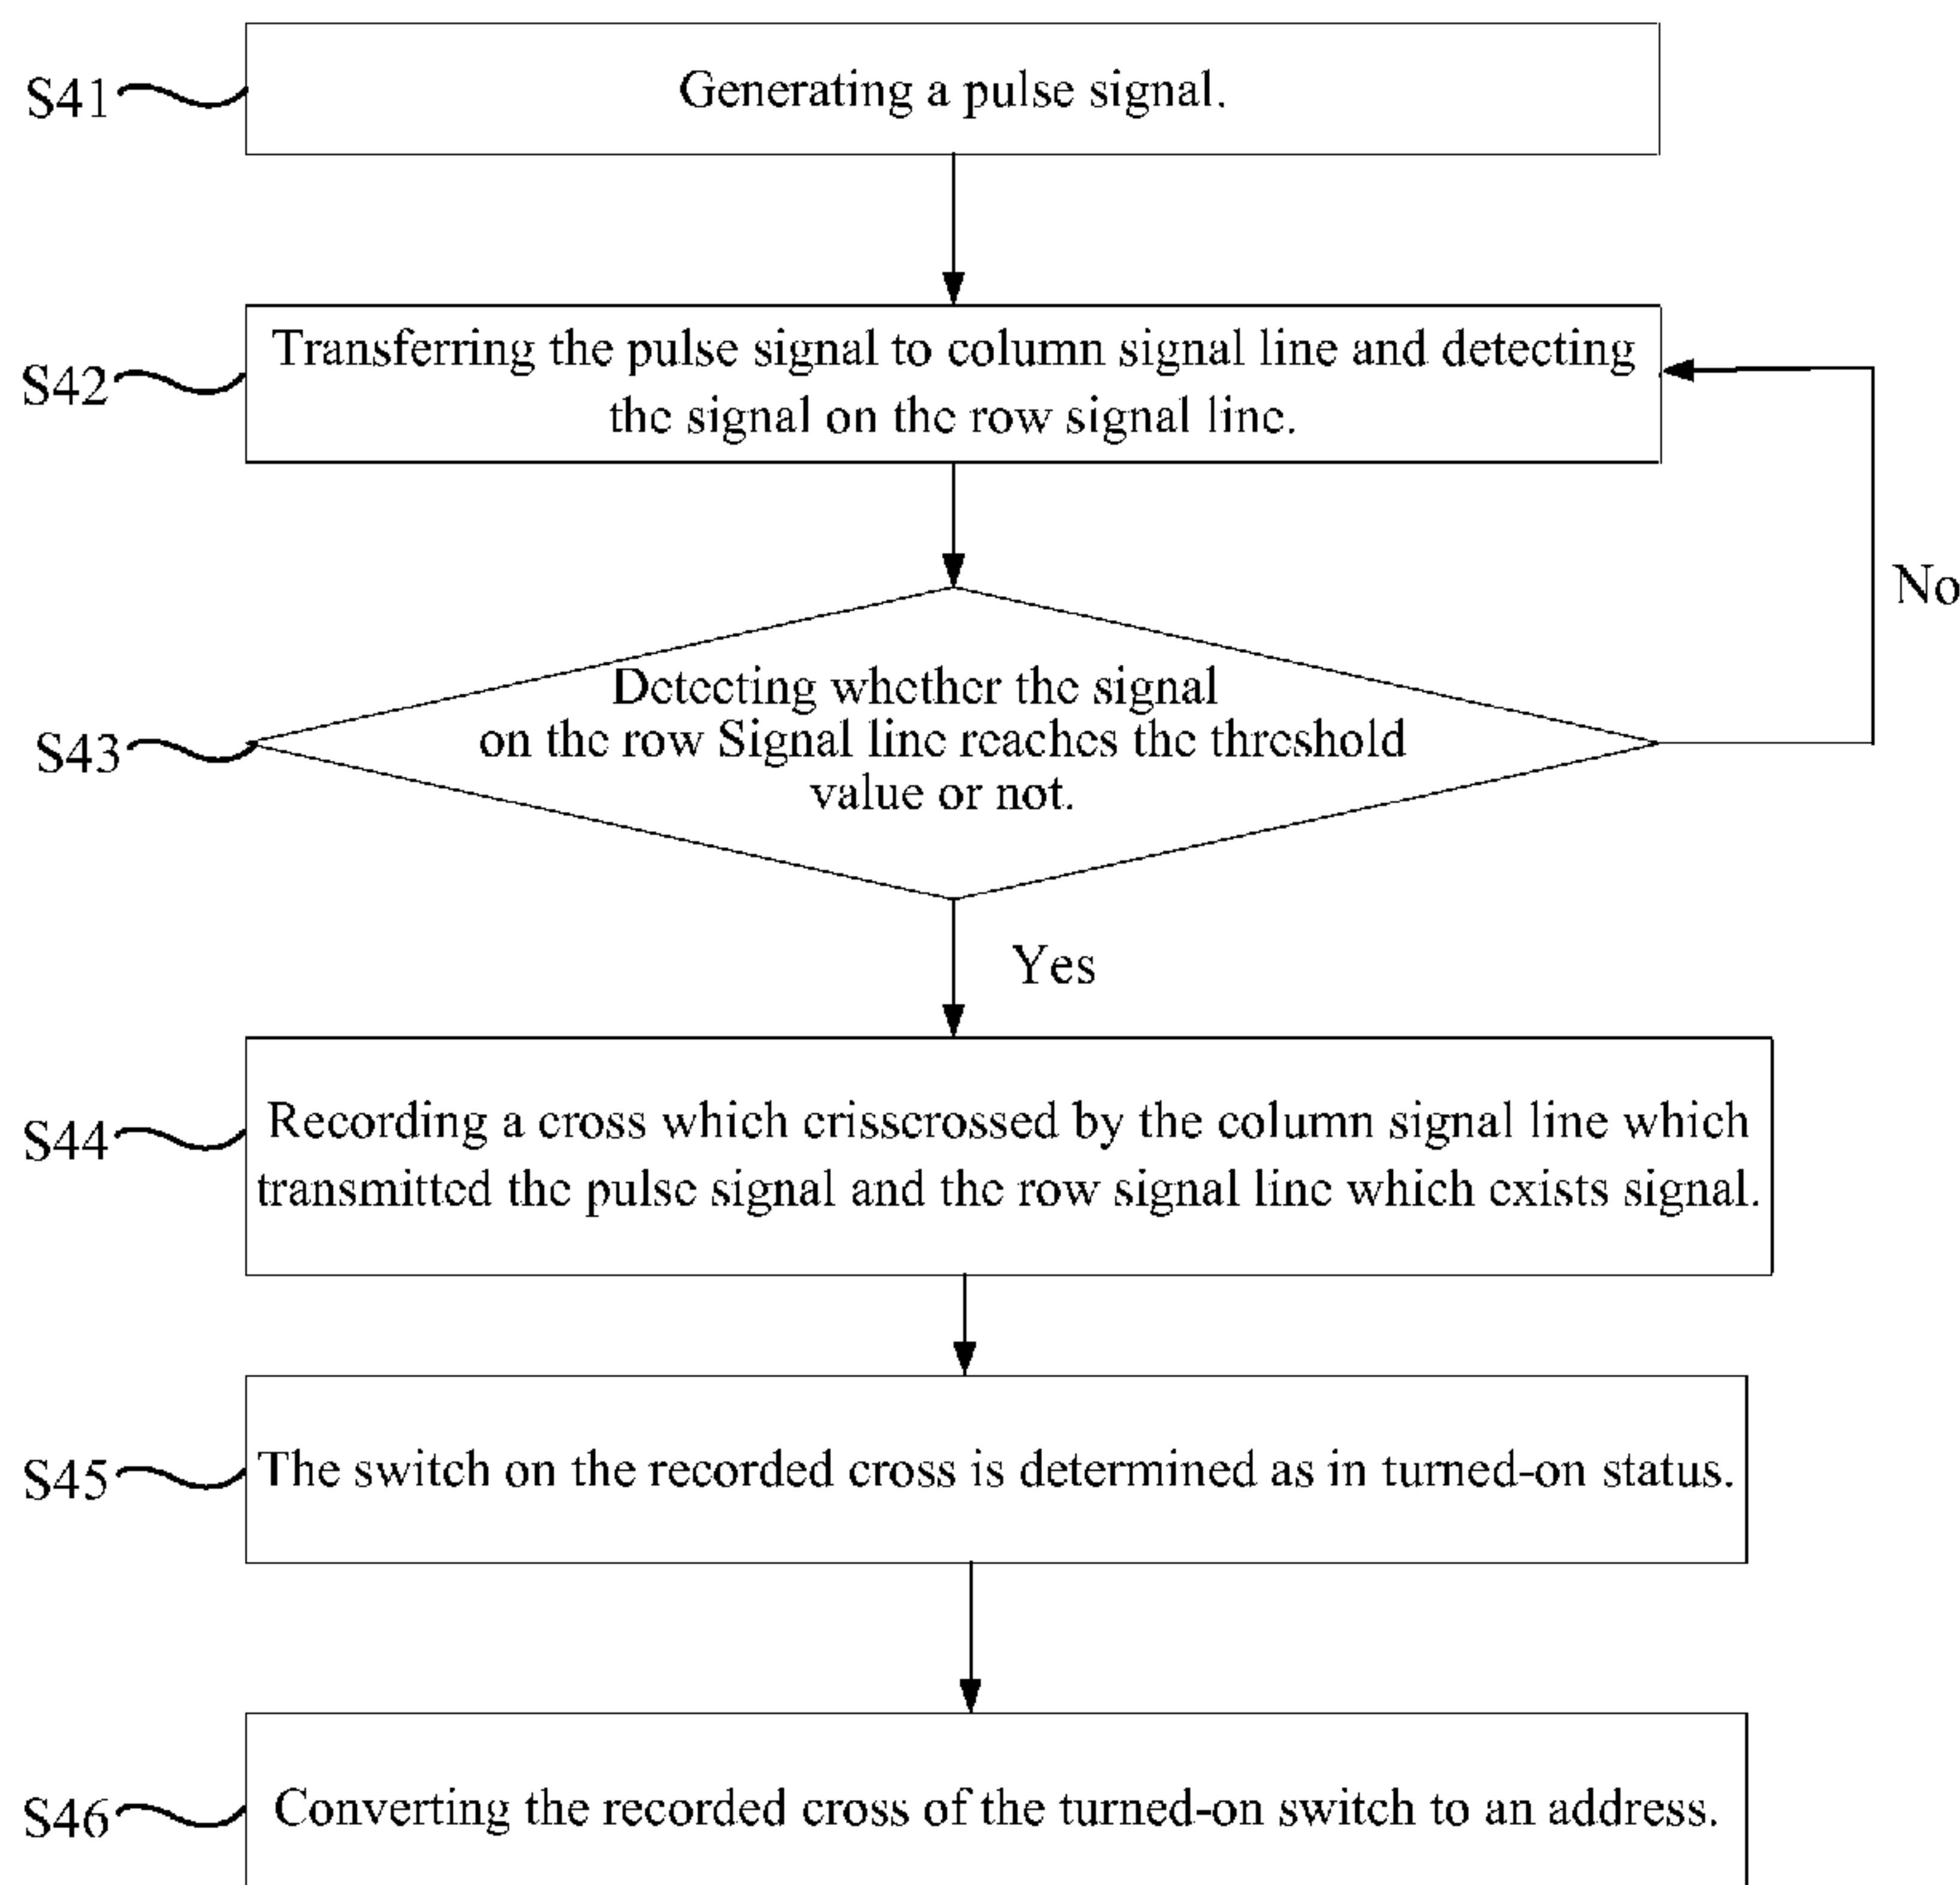 S41
Generating a pulse signal.
S42
Transferring the pulse signal to column signal line and detecting
the signal on the row signal line.
No
S43
Detecting whether the signal
on the row Signal line reaches the threshold
value or not.
Yes
S44
Recording a cross which crisscrossed by the column signal line which
transmitted the pulse signal and the row signal line which exists signal.
S45
The switch on the recorded cross is determined as in turned-on status.
S46
Converting the recorded cross of the turned-on switch to an address.